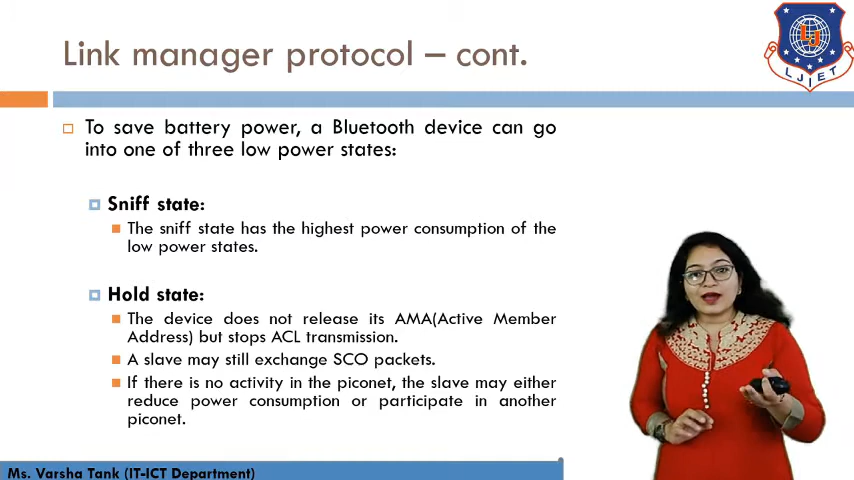 Link manager protocol – cont.
LJIET
To save battery power, a Bluetooth device can go
into one of three low power states:
Sniff state:
The sniff state has the highest power consumption of the
low power states.
Hold state:
The device does not release its AMA(Active Member
Address) but stops ACL transmission.
A slave may still exchange SCO packets.
If there is no activity in the piconet, the slave may either
reduce power consumption or participate in another
piconet.
Ms. Varsha Tank (IT-ICT Department)